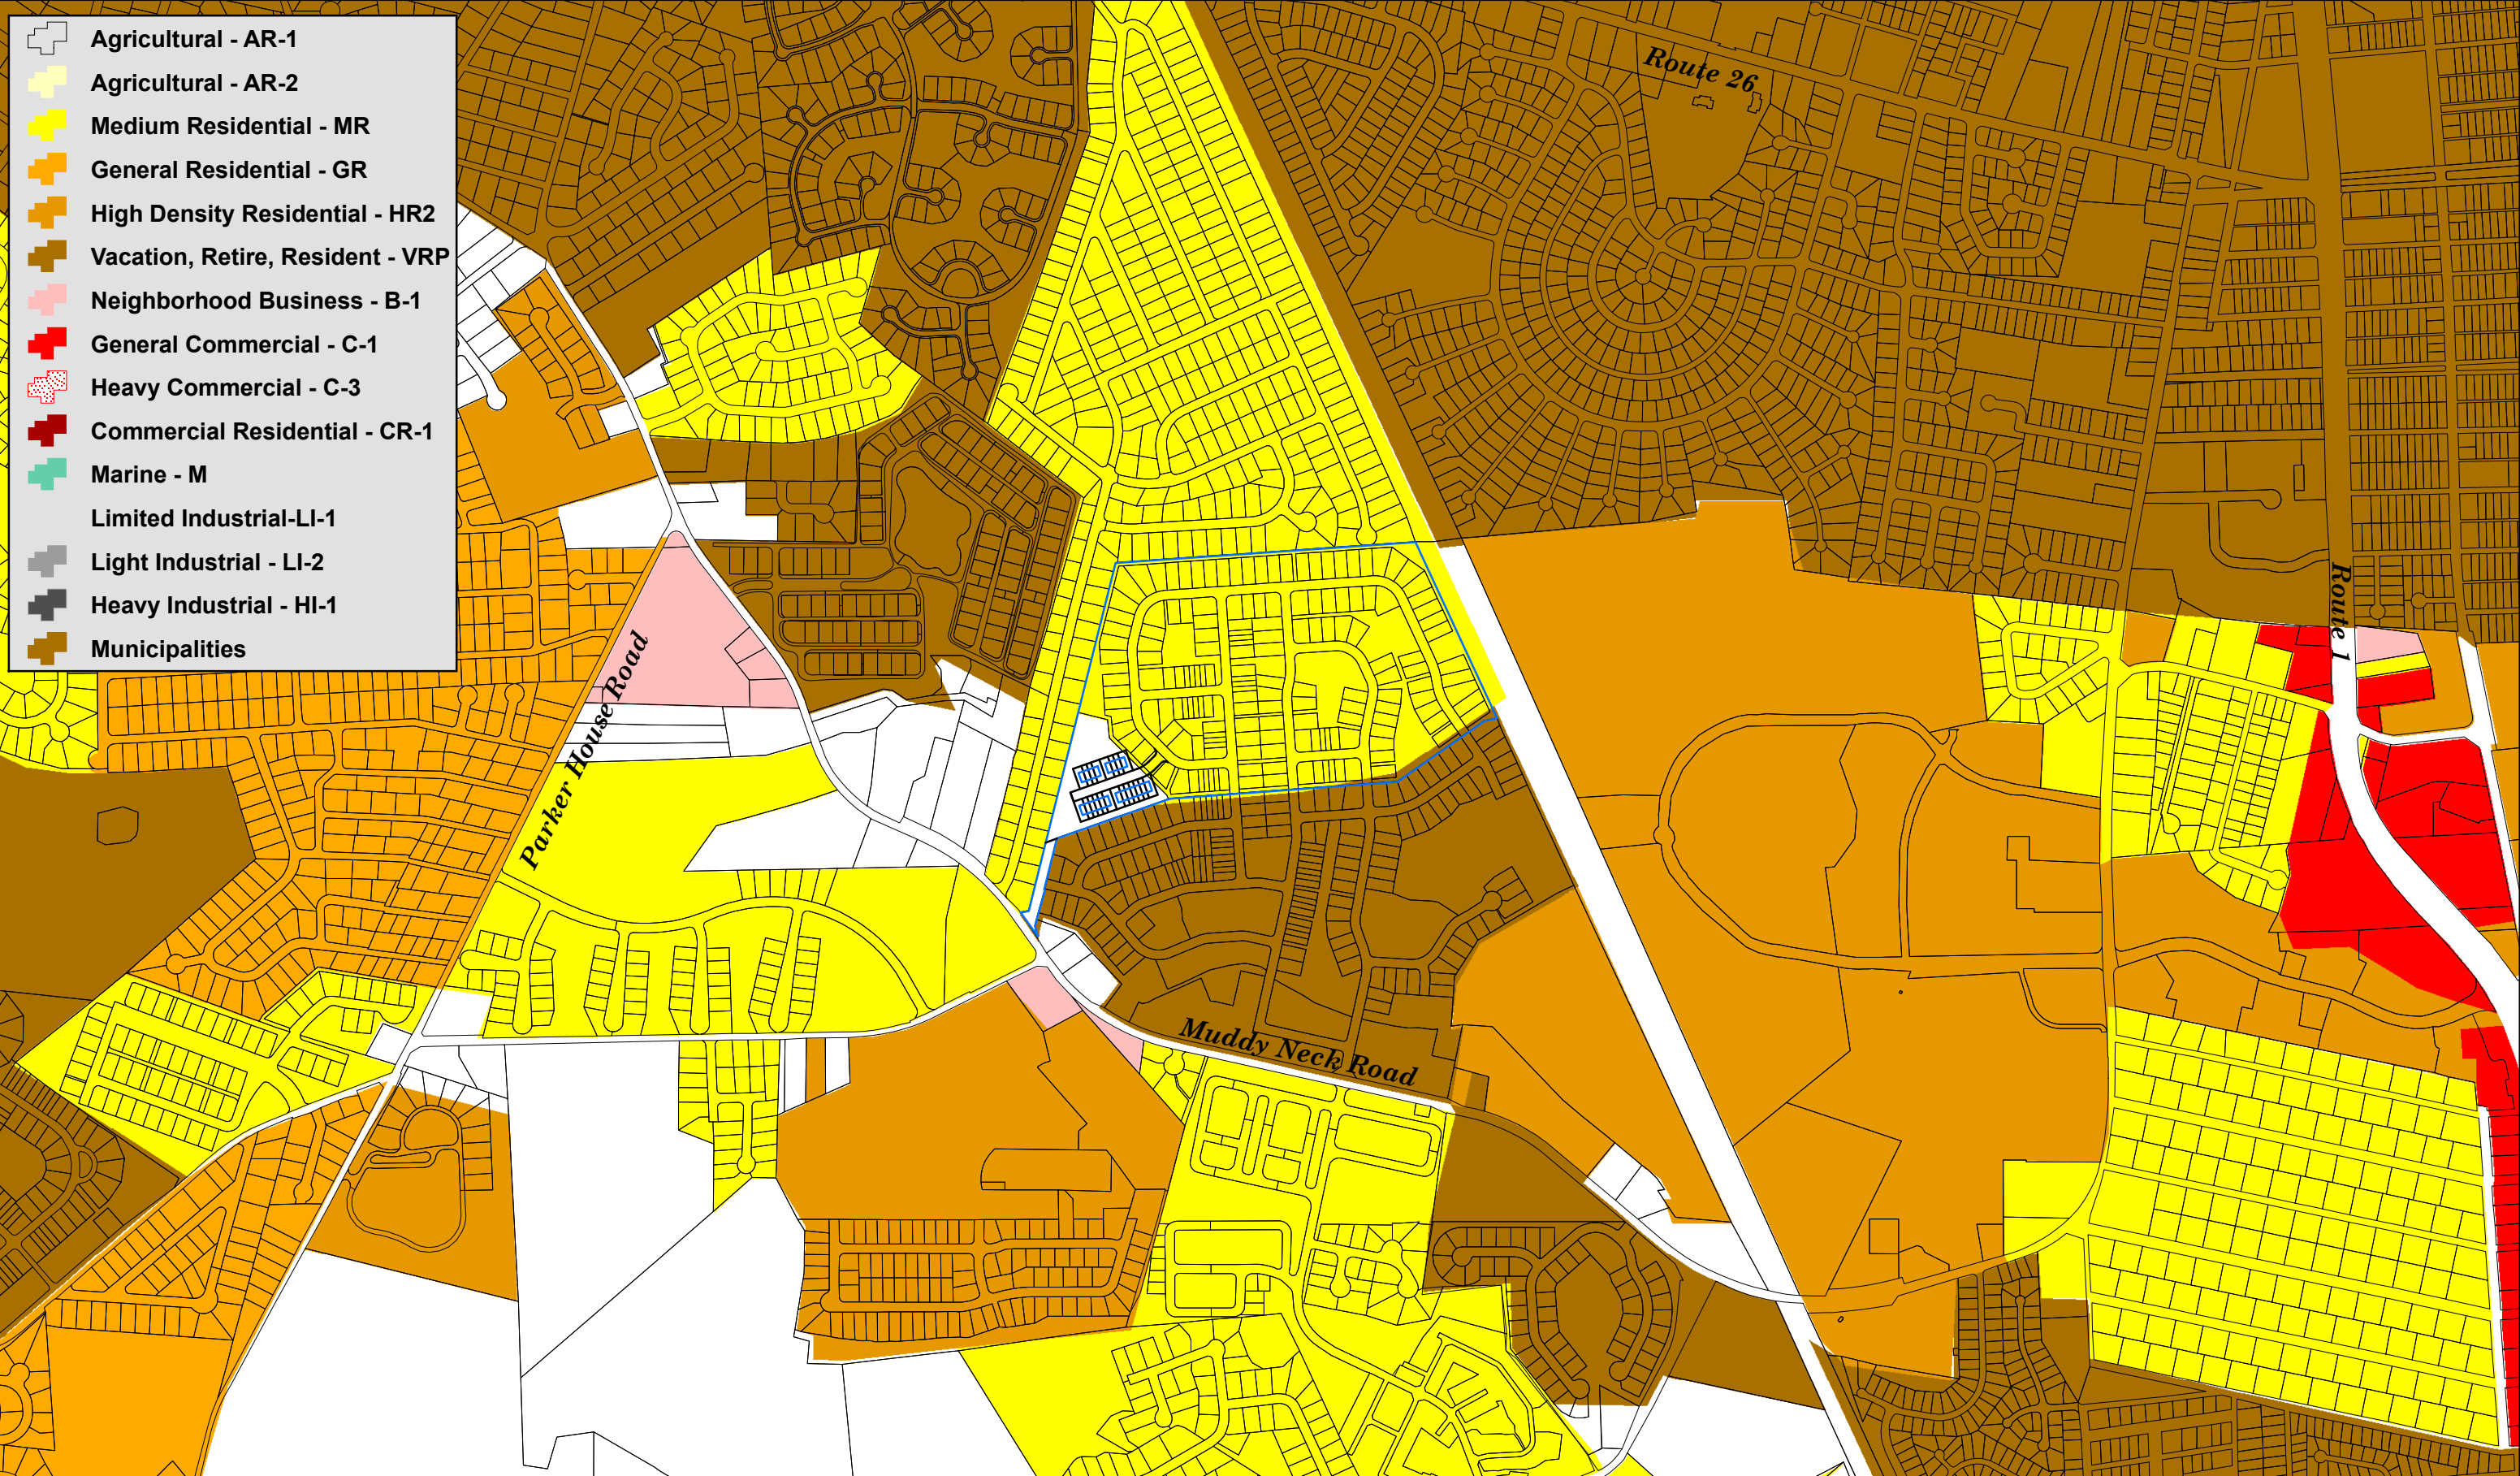 Agricultural - AR-1
Agricultural - AR-2
Medium Residential - MR
General Residential - GR
High Density Residential - HR2
Vacation, Retire, Resident - VRP
Neighborhood Business - B-1
General Commercial - C-1
Heavy Commercial - C-3
Commercial Residential - CR-1
Marine - M
Limited Industrial-LI-1
Light Industrial - LI-2
Heavy Industrial - HI-1
Municipalities
Route 26
Route 1
Parker House Road
Muddy Neck Road